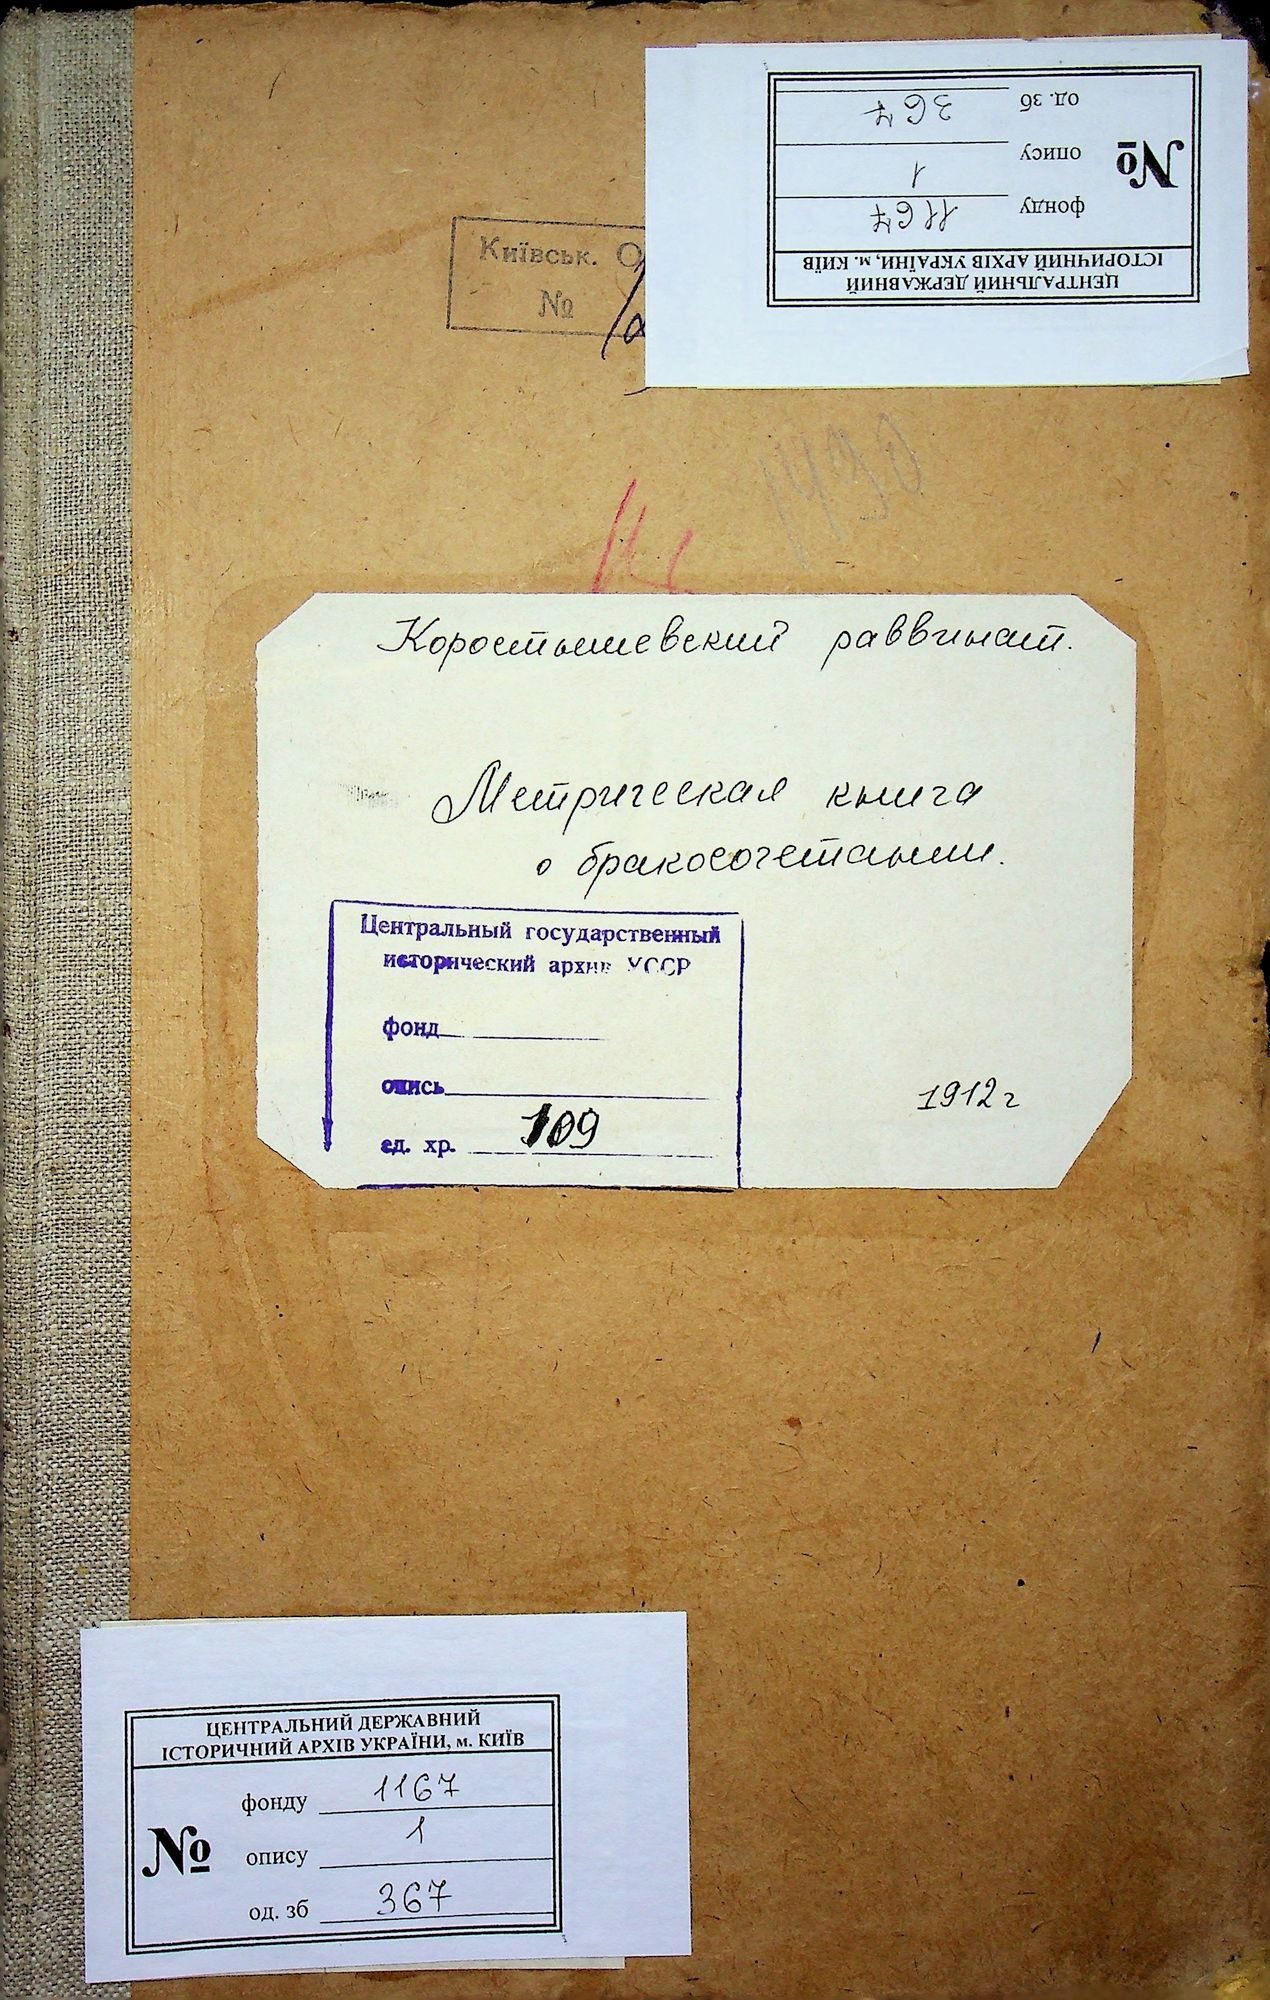 ЦЕНТРАЛЬНИЙ ДЕРЖАВНИЙ
ІСТОРИЧНИЙ АРХІВ УКРАЇНИ, м. КИЇВ
№
фонду 1167
опису 1
од. зб 367
Київськ. О
№
1430
Коростышевский раввинат.
Метрическая книга
о бракосочетании.
Центральный государственный
исторический архив УССР
фонд
опись
ед. хр. 109
1912 г
ЦЕНТРАЛЬНИЙ ДЕРЖАВНИЙ
ІСТОРИЧНИЙ АРХІВ УКРАЇНИ, м. КИЇВ
№
фонду 1167
опису 1
од. зб 367